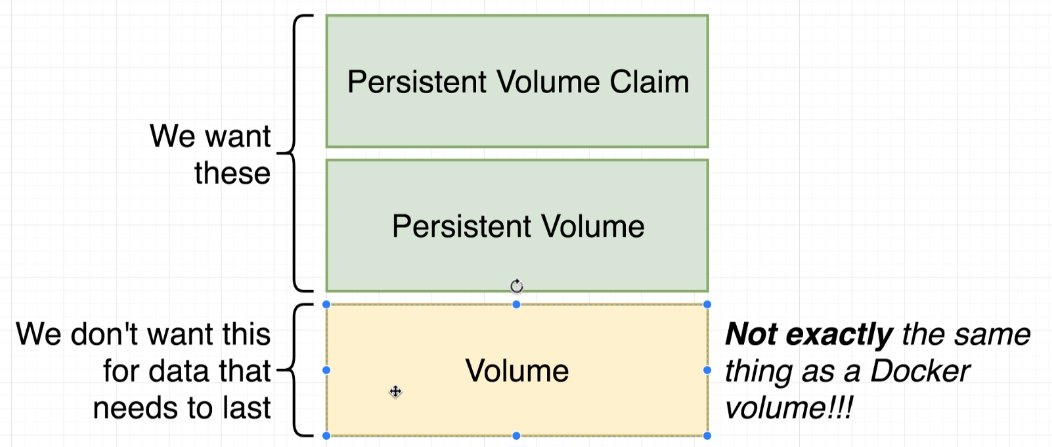 Persistent Volume Claim
We want
these
Persistent Volume
We don't want this
for data that
needs to last
Volume
Not exactly the same
thing as a Docker
volume!!!